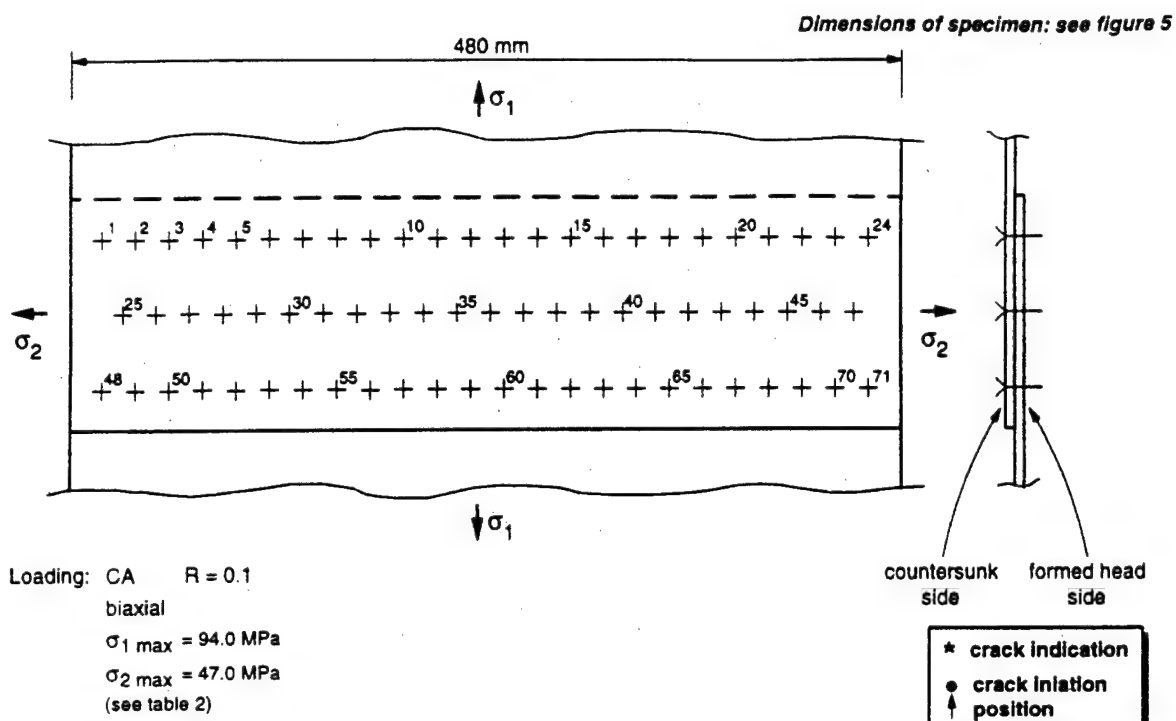 Dimensions of specimen: see figure 5
480 mm
σ1
1 2 3 4 5 10 15 20 24
25 30 35 40 45
σ2 σ2
48 50 55 60 65 70 71
σ1
Loading: CA R = 0.1
biaxial
σ1 max = 94.0 MPa
σ2 max = 47.0 MPa
(see table 2)
countersunk side
formed head side
* crack indication
crack iniation
position